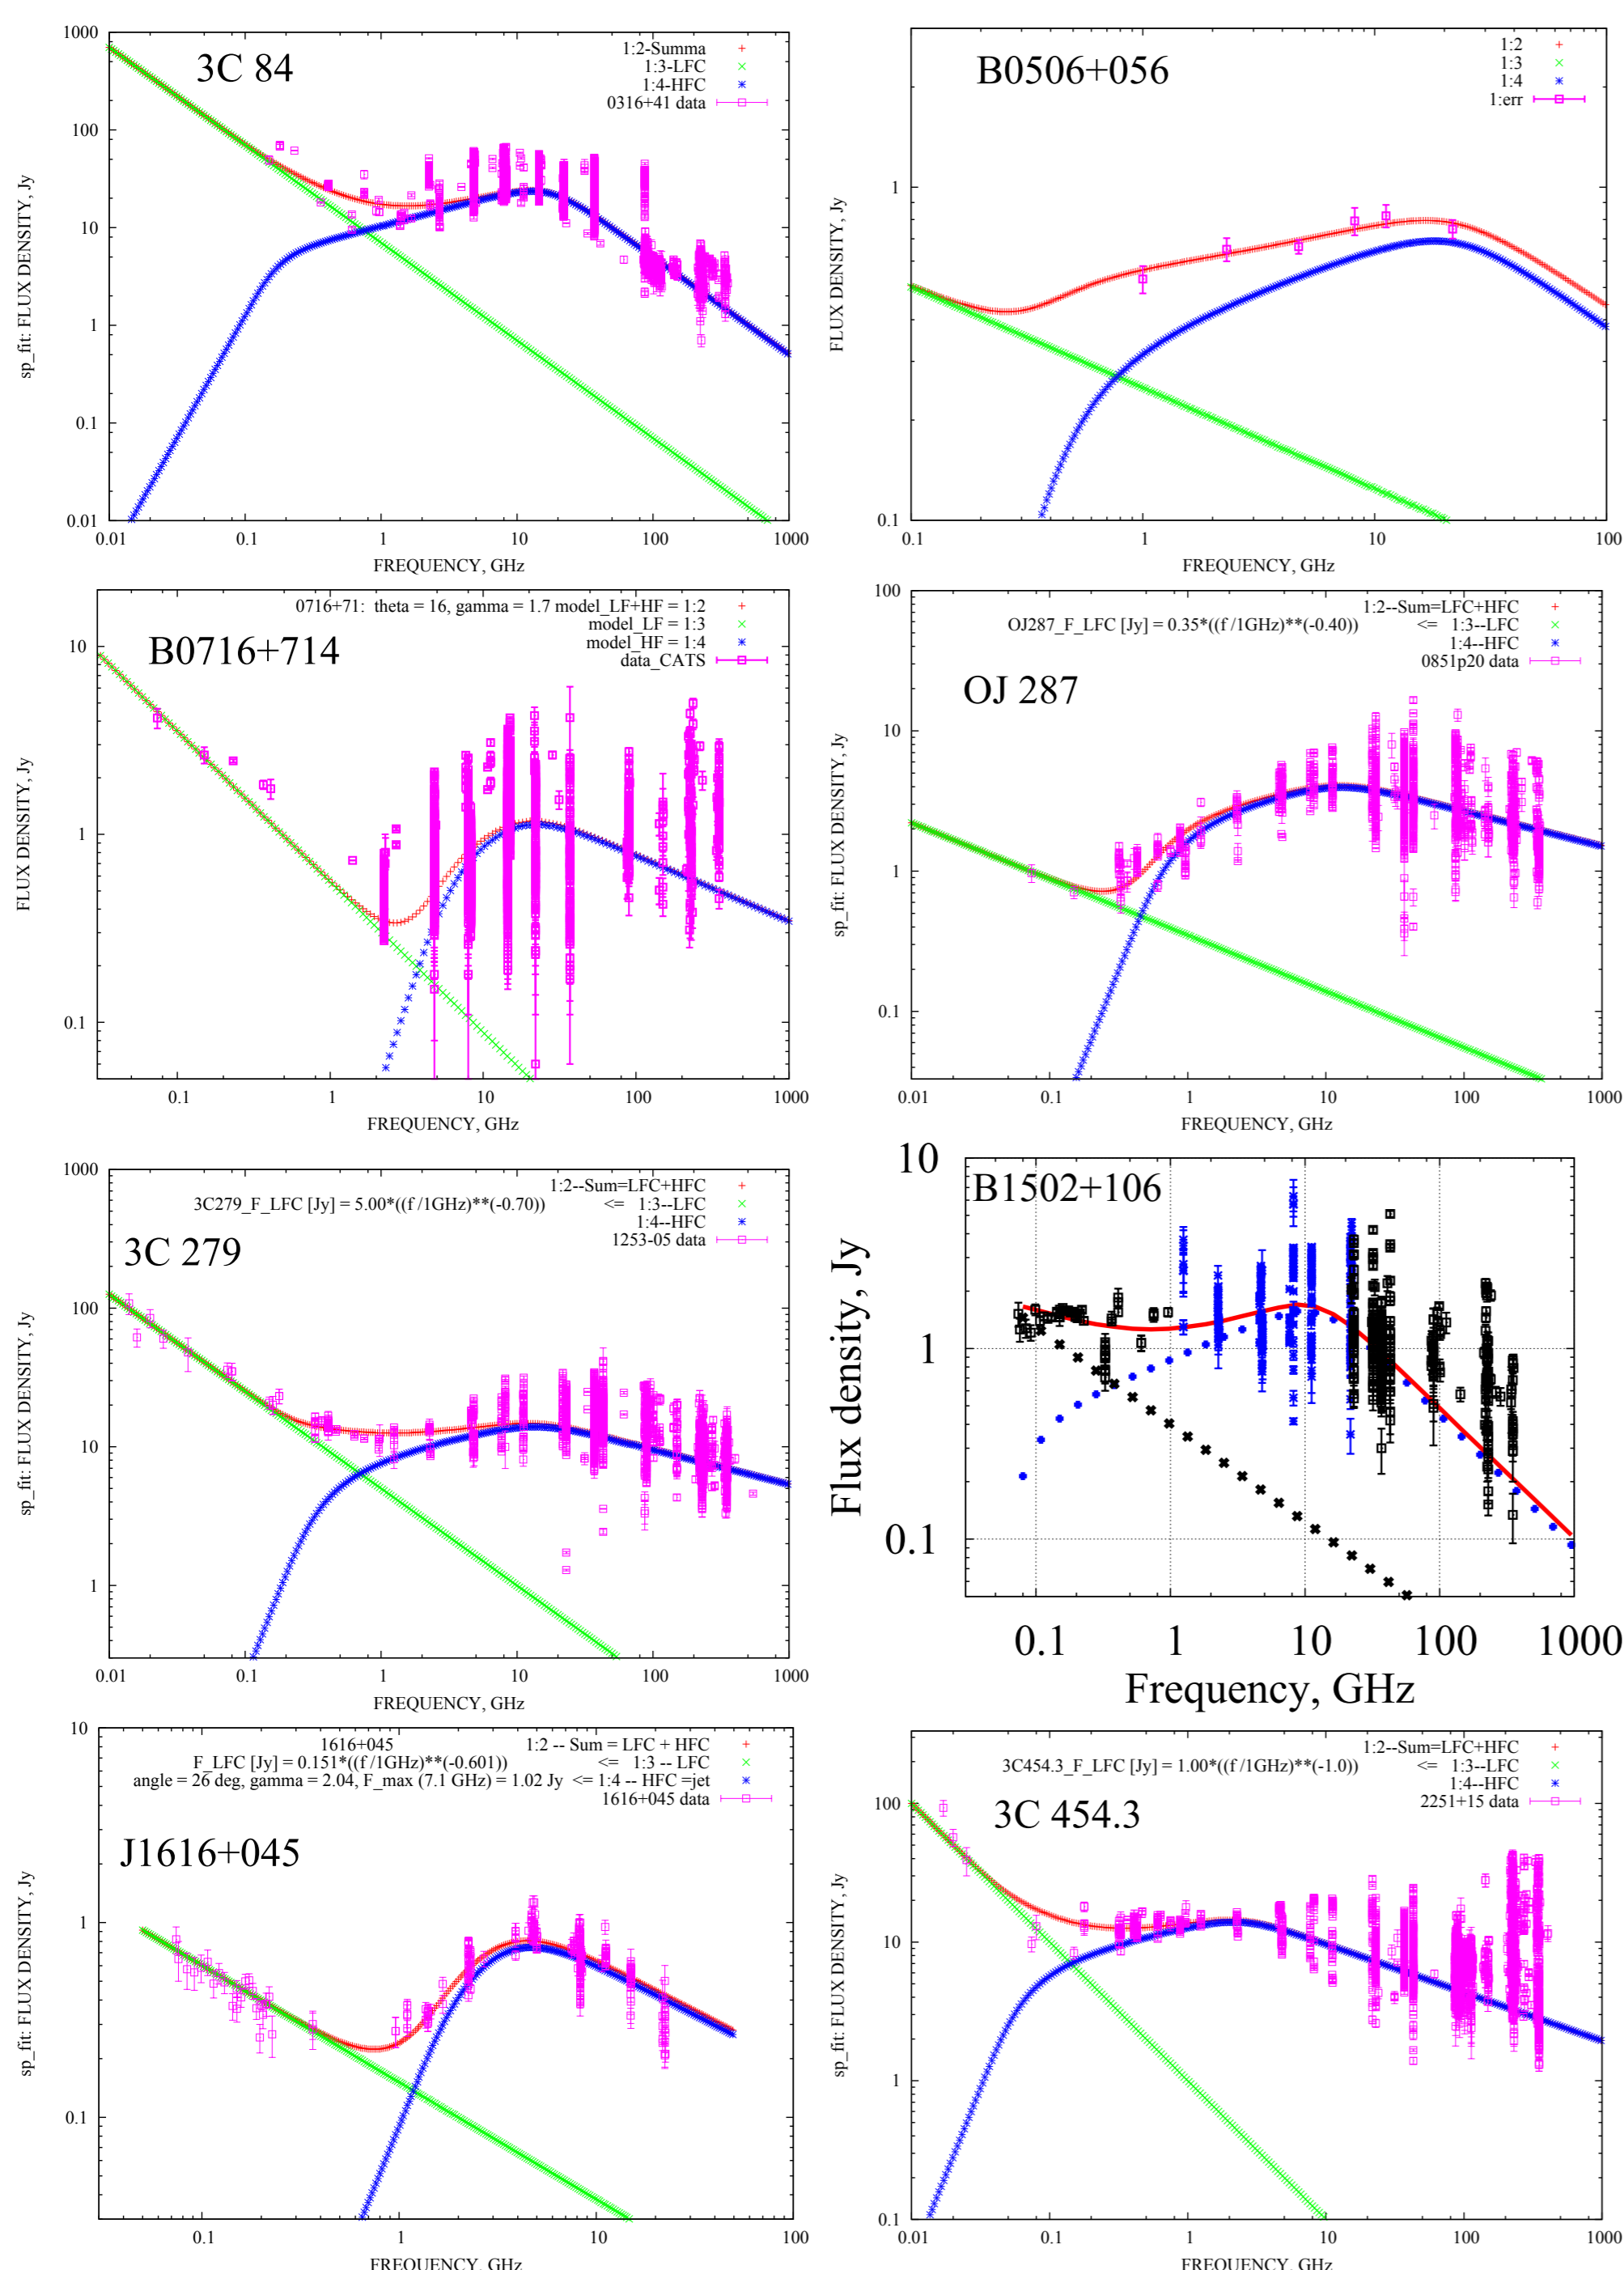 3C 84
1:2-Summa
1:3-LFC
1:4-HFC
0316+41 data
sp_fit: FLUX DENSITY, Jy
1000
100
10
1
0.1
0.01
0.01
0.1
1
10
100
1000
FREQUENCY, GHz
B0506+056
1:2
1:3
1:4
1:err
FLUX DENSITY, Jy
1
0.1
0.1
1
10
100
FREQUENCY, GHz
0716+71: theta = 16, gamma = 1.7 model_LF+HF = 1:2
model_LF = 1:3
model_HF = 1:4
data_CATS
B0716+714
FLUX DENSITY, Jy
10
1
0.1
0.1
1
10
100
1000
FREQUENCY, GHz
1:2--Sum=LFC+HFC
OJ287_F_LFC [Jy] = 0.35*((f /1GHz)**(-0.40)) <= 1:3--LFC
1:4--HFC
0851p20 data
OJ 287
sp_fit: FLUX DENSITY, Jy
100
10
1
0.1
0.01
0.1
1
10
100
1000
FREQUENCY, GHz
1:2--Sum=LFC+HFC
3C279_F_LFC [Jy] = 5.00*((f /1GHz)**(-0.70)) <= 1:3--LFC
1:4--HFC
1253-05 data
3C 279
sp_fit: FLUX DENSITY, Jy
1000
100
10
1
0.01
0.1
1
10
100
1000
FREQUENCY, GHz
B1502+106
Flux density, Jy
10
1
0.1
0.1
1
10
100
1000
Frequency, GHz
1616+045 1:2 -- Sum = LFC + HFC
F_LFC [Jy] = 0.151*((f /1GHz)**(-0.601)) <= 1:3 -- LFC
angle = 26 deg, gamma = 2.04, F_max (7.1 GHz) = 1.02 Jy <= 1:4 -- HFC =jet
1616+045 data
J1616+045
sp_fit: FLUX DENSITY, Jy
10
1
0.1
0.1
1
10
100
FREQUENCY, GHz
1:2--Sum=LFC+HFC
3C454.3_F_LFC [Jy] = 1.00*((f /1GHz)**(-1.0)) <= 1:3--LFC
1:4--HFC
2251+15 data
3C 454.3
sp_fit: FLUX DENSITY, Jy
100
10
1
0.1
0.01
0.1
1
10
100
1000
FREQUENCY, GHz